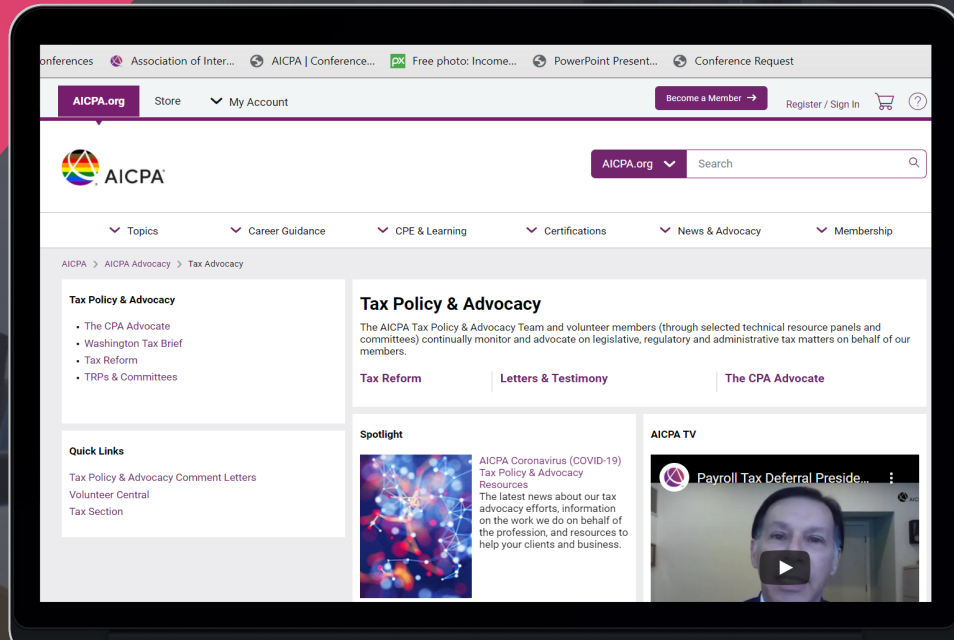 onferences Association of Inter... AICPA | Conference... Free photo: Income... PowerPoint Present... Conference Request
AICPA.org Store My Account Become a Member → Register / Sign In ?
AICPA
AICPA.org Search
Topics Career Guidance CPE & Learning Certifications News & Advocacy Membership
AICPA > AICPA Advocacy > Tax Advocacy
Tax Policy & Advocacy
• The CPA Advocate
• Washington Tax Brief
• Tax Reform
• TRPs & Committees
Quick Links
Tax Policy & Advocacy Comment Letters
Volunteer Central
Tax Section
Tax Policy & Advocacy
The AICPA Tax Policy & Advocacy Team and volunteer members (through selected technical resource panels and
committees) continually monitor and advocate on legislative, regulatory and administrative tax matters on behalf of our
members.
Tax Reform Letters & Testimony The CPA Advocate
Spotlight
AICPA Coronavirus (COVID-19)
Tax Policy & Advocacy
Resources
The latest news about our tax
advocacy efforts, information
on the work we do on behalf of
the profession, and resources to
help your clients and business.
AICPA TV
Payroll Tax Deferral Preside...